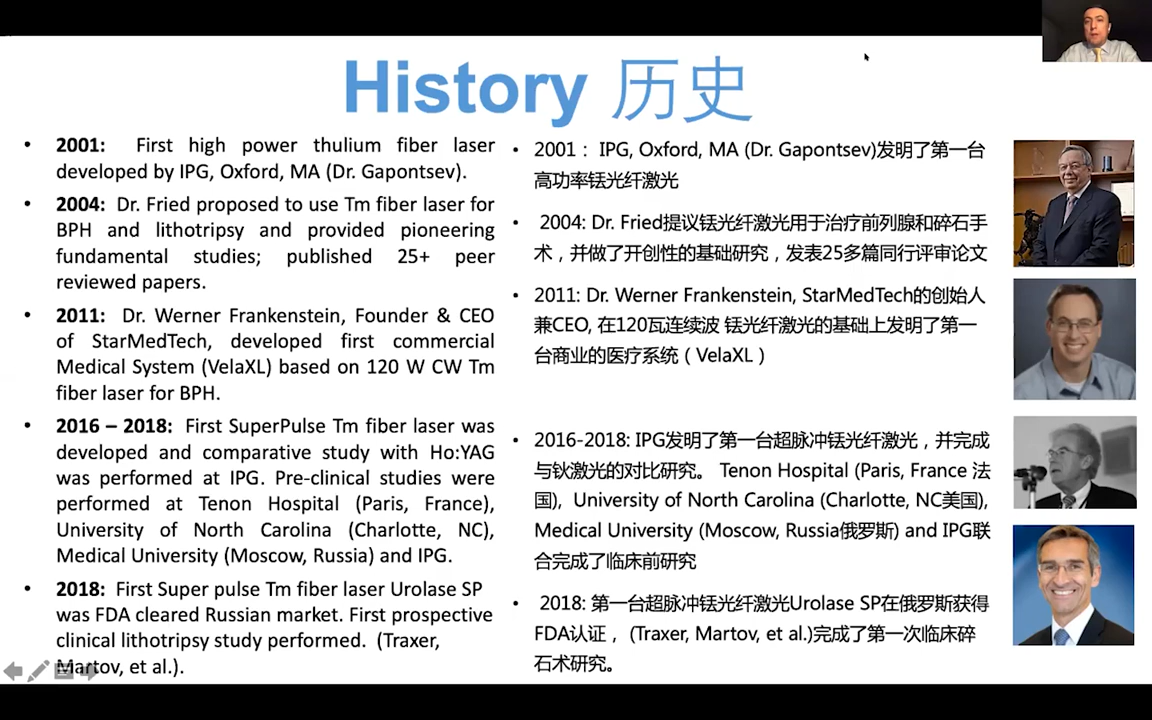 History 历史
• 2001: First high power thulium fiber laser
developed by IPG, Oxford, MA (Dr. Gapontsev).
• 2004: Dr. Fried proposed to use Tm fiber laser for
BPH and lithotripsy and provided pioneering
fundamental studies; published 25+ peer
reviewed papers.
• 2011: Dr. Werner Frankenstein, Founder & CEO
of StarMedTech, developed first commercial
Medical System (VelaXL) based on 120 W CW Tm
fiber laser for BPH.
• 2016 – 2018: First SuperPulse Tm fiber laser was
developed and comparative study with Ho:YAG
was performed at IPG. Pre-clinical studies were
performed at Tenon Hospital (Paris, France),
University of North Carolina (Charlotte, NC),
Medical University (Moscow, Russia) and IPG.
• 2018: First Super pulse Tm fiber laser Urolase SP
was FDA cleared Russian market. First prospective
clinical lithotripsy study performed. (Traxer,
Martov, et al.).
• 2001： IPG, Oxford, MA (Dr. Gapontsev)发明了第一台
高功率铥光纤激光
• 2004: Dr. Fried提议铥光纤激光用于治疗前列腺和碎石手
术，并做了开创性的基础研究，发表25多篇同行评审论文
• 2011: Dr. Werner Frankenstein, StarMedTech的创始人
兼CEO, 在120瓦连续波 铥光纤激光的基础上发明了第一
台商业的医疗系统（VelaXL）
• 2016-2018: IPG发明了第一台超脉冲铥光纤激光，并完成
与钬激光的对比研究。 Tenon Hospital (Paris, France 法
国), University of North Carolina (Charlotte, NC美国),
Medical University (Moscow, Russia俄罗斯) and IPG联
合完成了临床前研究
• 2018: 第一台超脉冲铥光纤激光Urolase SP在俄罗斯获得
FDA认证， (Traxer, Martov, et al.)完成了第一次临床碎
石术研究。